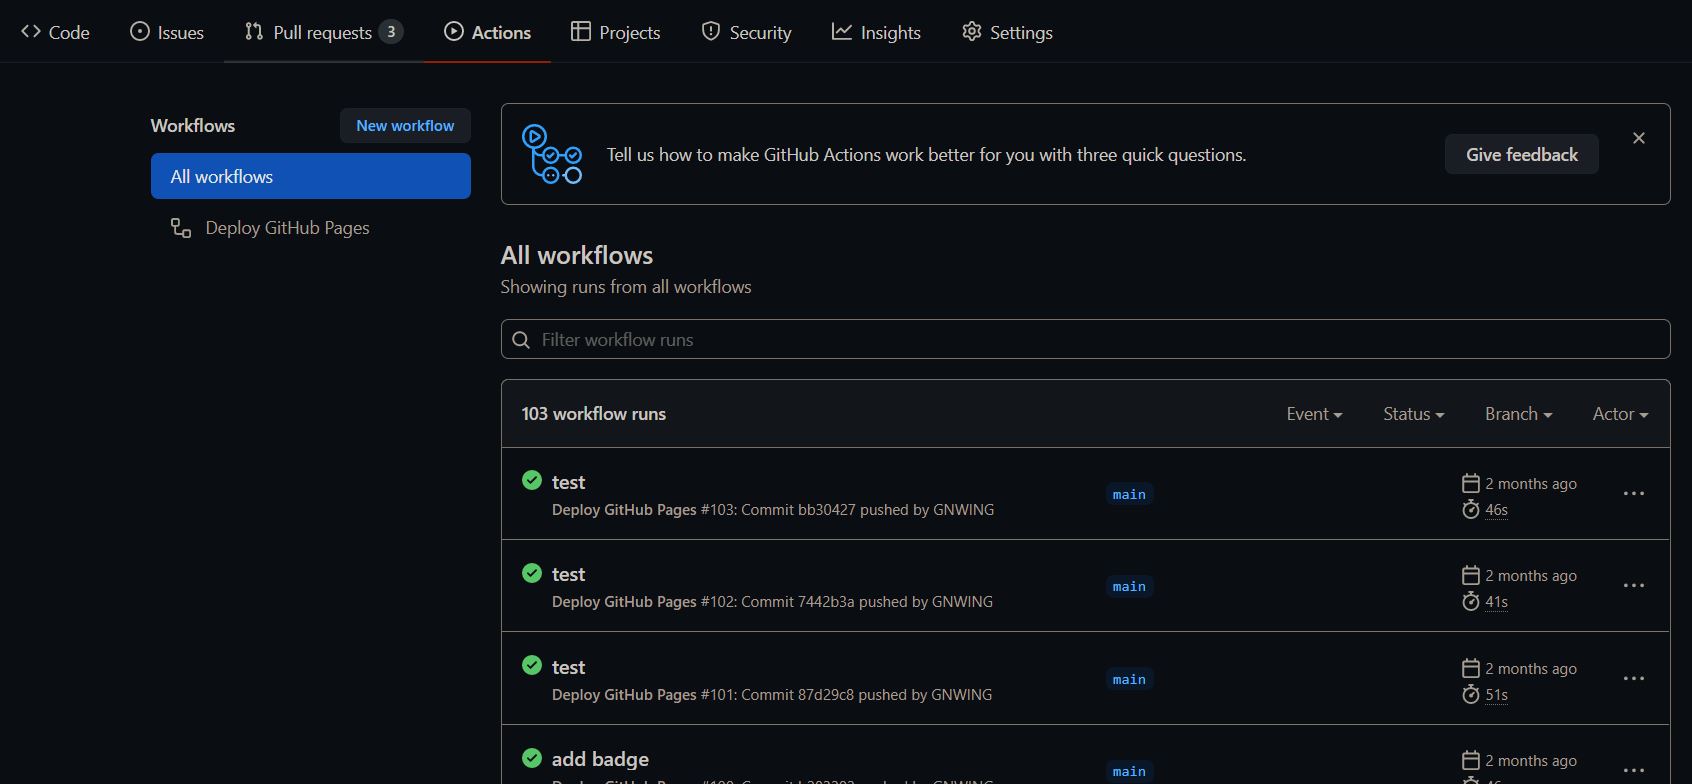 Code Issues Pull requests 3 Actions Projects Security Insights Settings
Workflows New workflow
All workflows
Deploy GitHub Pages
Tell us how to make GitHub Actions work better for you with three quick questions. Give feedback
All workflows
Showing runs from all workflows
Filter workflow runs
103 workflow runs Event Status Branch Actor
test
Deploy GitHub Pages #103: Commit bb30427 pushed by GNWING
main
2 months ago
46s
test
Deploy GitHub Pages #102: Commit 7442b3a pushed by GNWING
main
2 months ago
41s
test
Deploy GitHub Pages #101: Commit 87d29c8 pushed by GNWING
main
2 months ago
51s
add badge
main
2 months ago